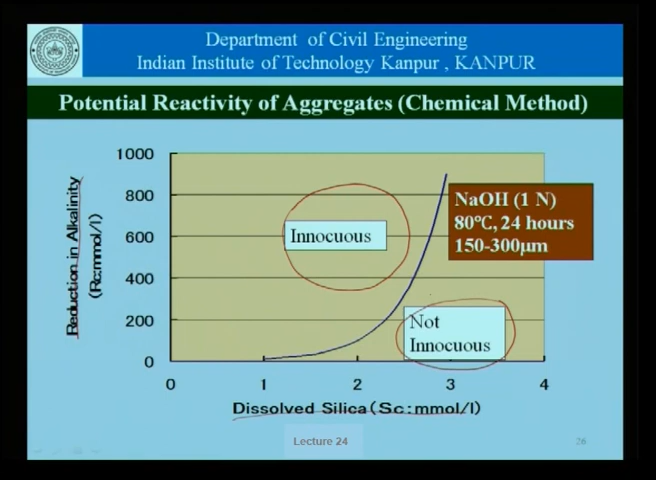 Department of Civil Engineering
Indian Institute of Technology Kanpur , KANPUR
Potential Reactivity of Aggregates (Chemical Method)
Reduction in Alkalinity
(Rc:mmol/l)
1000
800
600
400
200
0
Innocuous
NaOH (1 N)
80℃, 24 hours
150-300μm
Not
Innocuous
0 1 2 3 4
Dissolved Silica(Sc:mmol/l)
Lecture 24
26